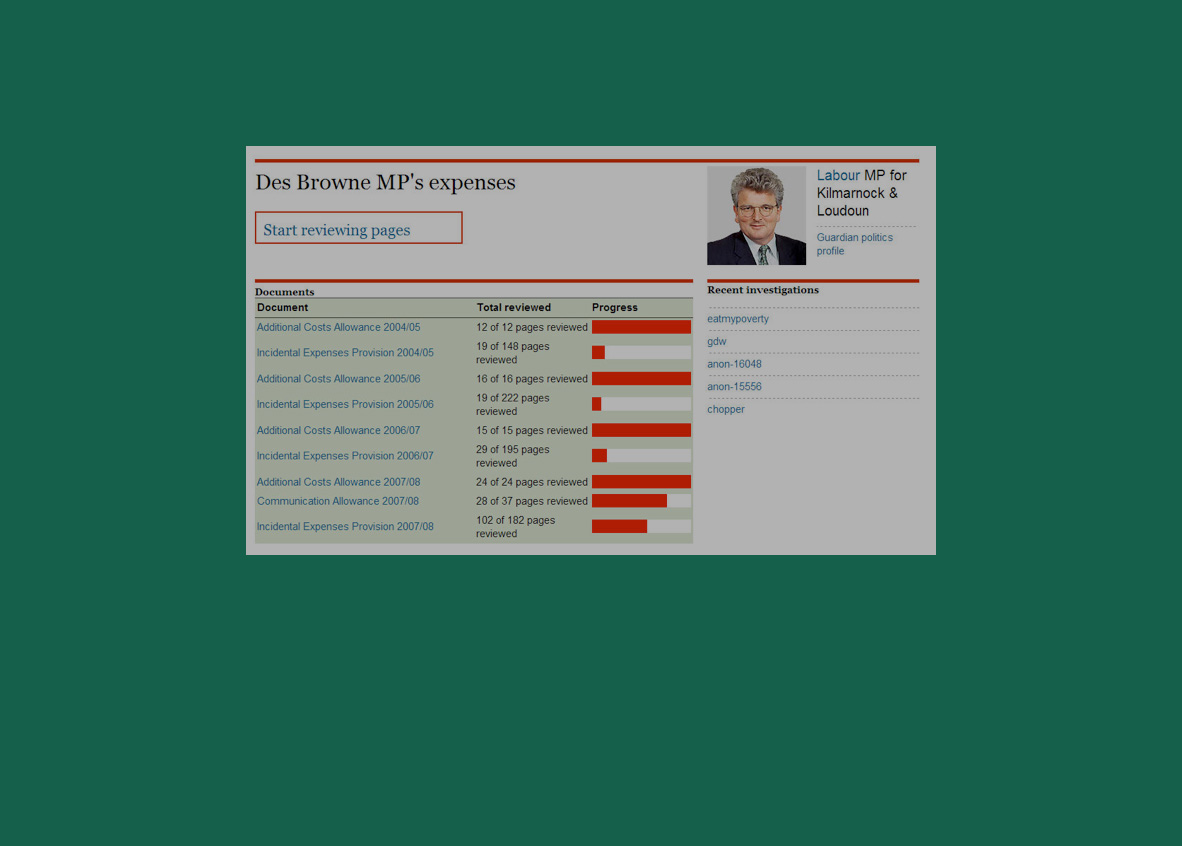 Des Browne MP's expenses
Start reviewing pages
Labour MP for
Kilmarnock &
Loudoun
Guardian politics
profile
Documents
Document Total reviewed Progress
Additional Costs Allowance 2004/05 12 of 12 pages reviewed
Incidental Expenses Provision 2004/05 19 of 148 pages
reviewed
Additional Costs Allowance 2005/06 16 of 16 pages reviewed
Incidental Expenses Provision 2005/06 19 of 222 pages
reviewed
Additional Costs Allowance 2006/07 15 of 15 pages reviewed
Incidental Expenses Provision 2006/07 29 of 195 pages
reviewed
Additional Costs Allowance 2007/08 24 of 24 pages reviewed
Communication Allowance 2007/08 28 of 37 pages reviewed
Incidental Expenses Provision 2007/08 102 of 182 pages
reviewed
Recent investigations
eatmypoverty
gdw
anon-16048
anon-15556
chopper